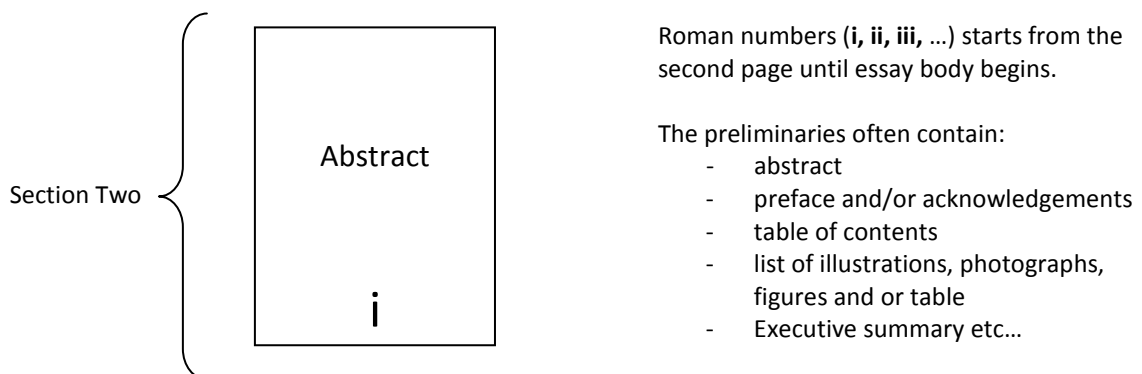 Section Two
Abstract
i
Roman numbers (i, ii, iii, …) starts from the
second page until essay body begins.
The preliminaries often contain:
- abstract
- preface and/or acknowledgements
- table of contents
- list of illustrations, photographs,
figures and or table
- Executive summary etc…